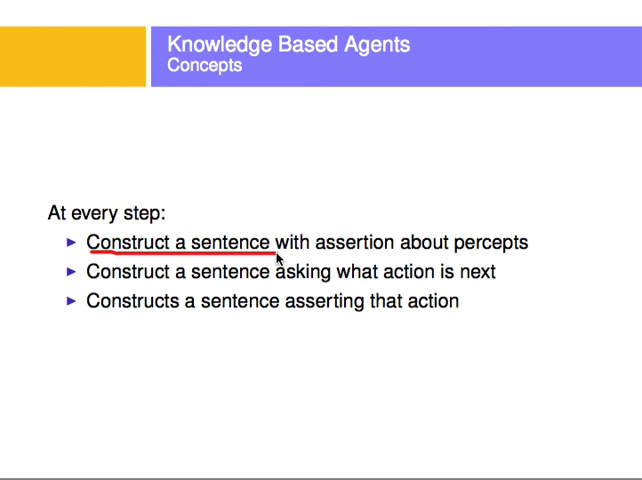 Knowledge Based Agents
Concepts
At every step:
Construct a sentence with assertion about percepts
Construct a sentence asking what action is next
Constructs a sentence asserting that action